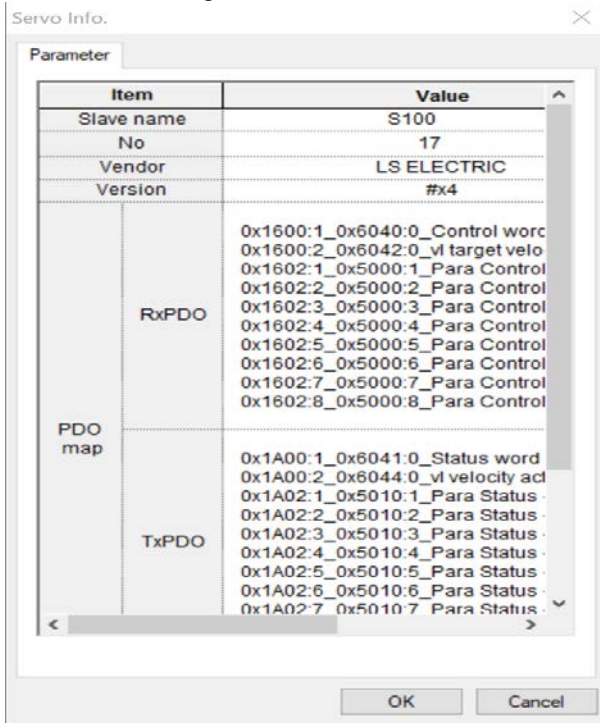 Servo Info.
Parameter
Item Value
Slave name S100
No 17
Vendor LS ELECTRIC
Version #x4
PDO map
RxPDO
0x1600:1_0x6040:0_Control word
0x1600:2_0x6042:0_vl target velo
0x1602:1_0x5000:1_Para Control
0x1602:2_0x5000:2_Para Control
0x1602:3_0x5000:3_Para Control
0x1602:4_0x5000:4_Para Control
0x1602:5_0x5000:5_Para Control
0x1602:6_0x5000:6_Para Control
0x1602:7_0x5000:7_Para Control
0x1602:8_0x5000:8_Para Control
TxPDO
0x1A00:1_0x6041:0_Status word
0x1A00:2_0x6044:0_vl velocity act
0x1A02:1_0x5010:1_Para Status -
0x1A02:2_0x5010:2_Para Status -
0x1A02:3_0x5010:3_Para Status -
0x1A02:4_0x5010:4_Para Status -
0x1A02:5_0x5010:5_Para Status -
0x1A02:6_0x5010:6_Para Status -
0x1A02:7_0x5010:7_Para Status -
OK Cancel